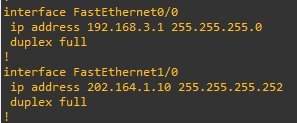 interface FastEthernet0/0
 ip address 192.168.3.1 255.255.255.0
 duplex full
!
interface FastEthernet1/0
 ip address 202.164.1.10 255.255.255.252
 duplex full
!